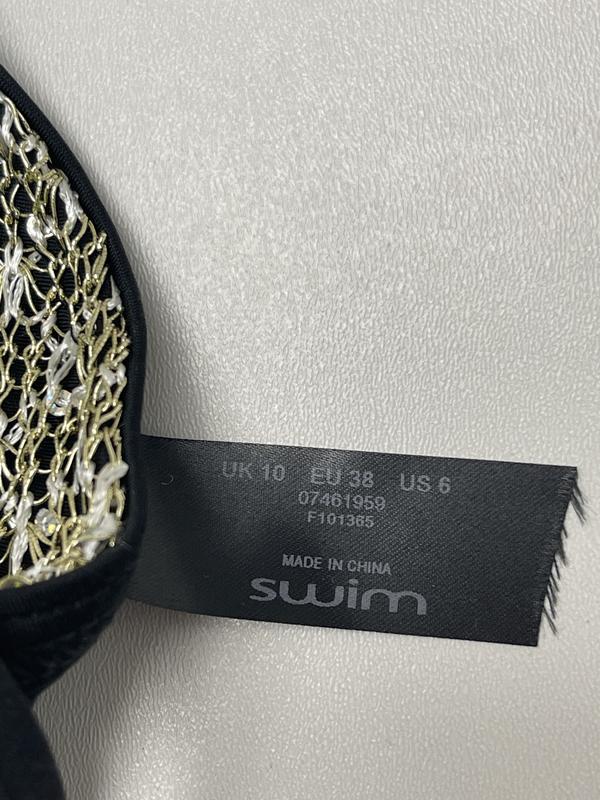 UK 10 EU 38 US 6
07461959
F101365
MADE IN CHINA
swim